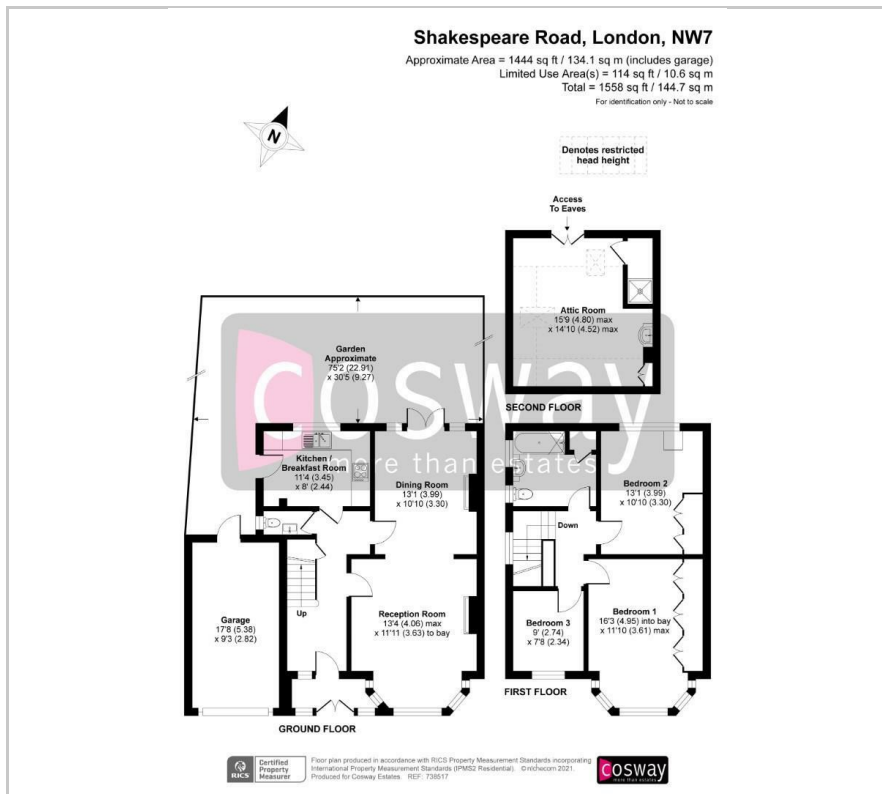 Shakespeare Road, London, NW7
Approximate Area = 1444 sq ft / 134.1 sq m (includes garage)
Limited Use Area(s) = 114 sq ft / 10.6 sq m
Total = 1558 sq ft / 144.7 sq m
For identification only - Not to scale
N
Denotes restricted
head height
Access
To Eaves
Attic Room
15'9 (4.80) max
x 14'10 (4.52) max
SECOND FLOOR
Garden
Approximate
75'2 (22.91)
x 30'5 (9.27)
cosway
more than estates
Kitchen /
Breakfast Room
11'4 (3.45)
x 8' (2.44)
Dining Room
13'1 (3.99)
x 10'10 (3.30)
Up
Garage
17'8 (5.38)
x 9'3 (2.82)
Reception Room
13'4 (4.06) max
x 11'11 (3.63) to bay
GROUND FLOOR
Bedroom 2
13'1 (3.99)
x 10'10 (3.30)
Down
Bedroom 3
9' (2.74)
x 7'8 (2.34)
Bedroom 1
16'3 (4.95) into bay
x 11'10 (3.61) max
FIRST FLOOR
RICS
Certified
Property
Measurer
Floor plan produced in accordance with RICS Property Measurement Standards incorporating
International Property Measurement Standards (IPMS2 Residential). ©nichecom 2021.
Produced for Cosway Estates. REF: 738517
cosway
more than estates